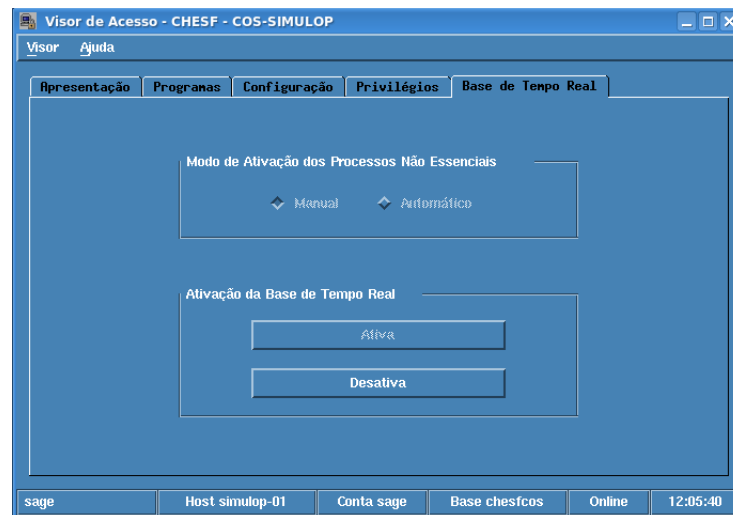 Visor de Acesso - CHESF - COS-SIMULOP
Visor Ajuda
Apresentação Programas Configuração Privilégios Base de Tempo Real
Modo de Ativação dos Processos Não Essenciais
Manual Automático
Ativação da Base de Tempo Real
Ativa
Desativa
sage Host simulop-01 Conta sage Base chesfcos Online 12:05:40